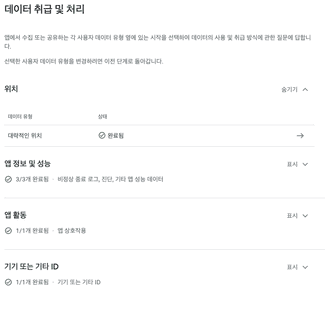 데이터 취급 및 처리
앱에서 수집 또는 공유하는 각 사용자 데이터 유형 옆에 있는 시작을 선택하여 데이터의 사용 및 취급 방식에 관한 질문에 답합니다.
선택한 사용자 데이터 유형을 변경하려면 이전 단계로 돌아갑니다.
위치
숨기기
데이터 유형 상태
대략적인 위치 완료됨
앱 정보 및 성능
표시
3/3개 완료됨 · 비정상 종료 로그, 진단, 기타 앱 성능 데이터
앱 활동
표시
1/1개 완료됨 · 앱 상호작용
기기 또는 기타 ID
표시
1/1개 완료됨 · 기기 또는 기타 ID